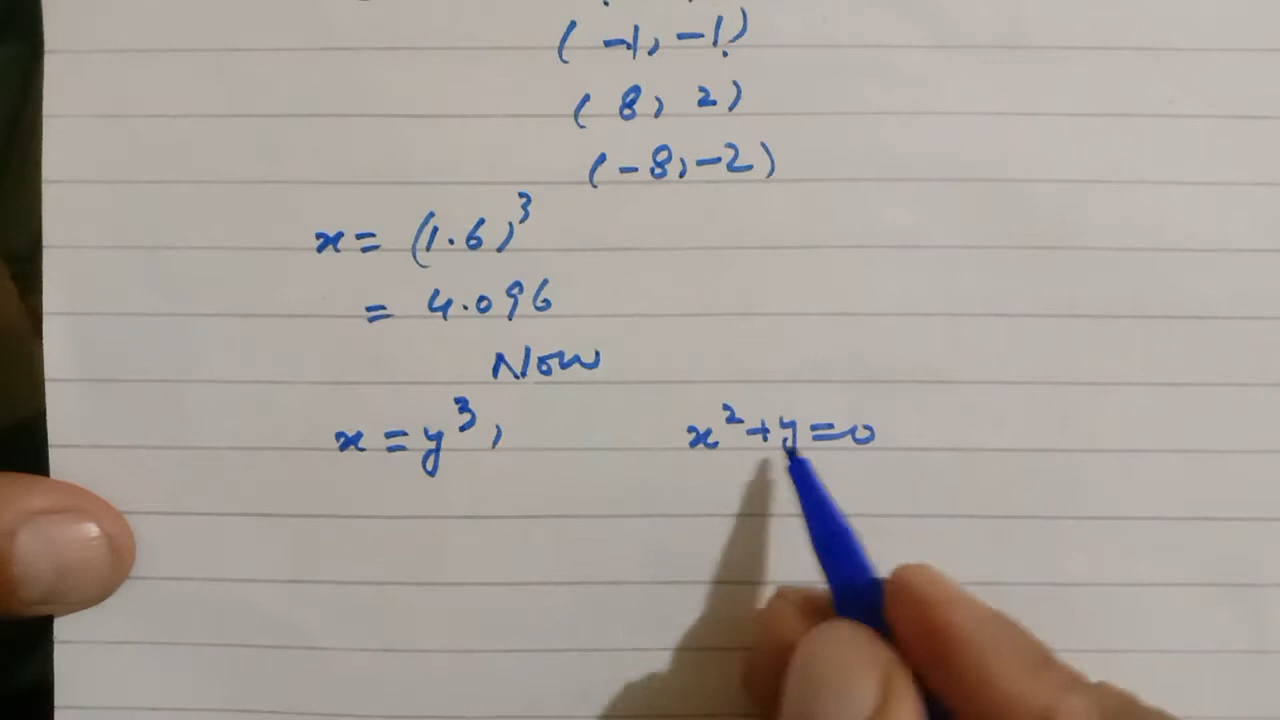 ( -1, -1)
( 8, 2)
(-8, -2)
x = (1.6)³
= 4.096
Now
x = y³, x² + y = 0